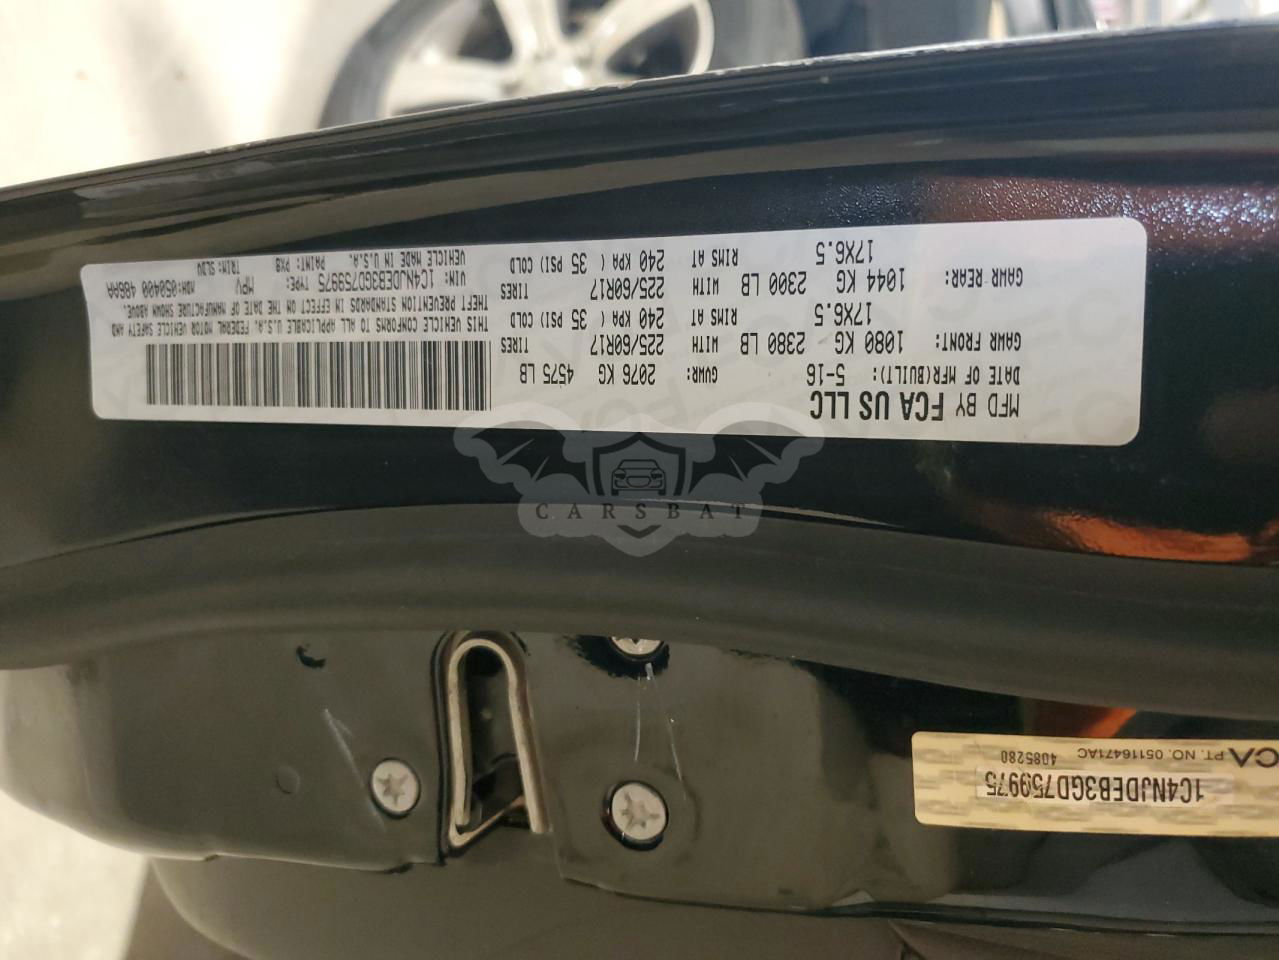 MFD BY FCA US LLC
DATE OF MFR(BUILT): 5-16 GVWR: 2076 KG 4575 LB
GAWR FRONT: 1080 KG 2380 LB WITH TIRES 225/60R17
RIMS AT 17X6.5 240 KPA ( 35 PSI) COLD
GAWR REAR: 1044 KG 2300 LB WITH TIRES 225/60R17
RIMS AT 17X6.5 240 KPA ( 35 PSI) COLD
THIS VEHICLE CONFORMS TO ALL APPLICABLE U.S.A. FEDERAL MOTOR VEHICLE SAFETY AND
THEFT PREVENTION STANDARDS IN EFFECT ON THE DATE OF MANUFACTURE SHOWN ABOVE.
VIN: 1C4NJDEB3GD759975 TYPE: MPV MDH:
VEHICLE MADE IN U.S.A. PAINT: PX8 TRIM:
CARSBAT
1C4NJDEB3GD759975
4085280
PT. NO. 05116471AC